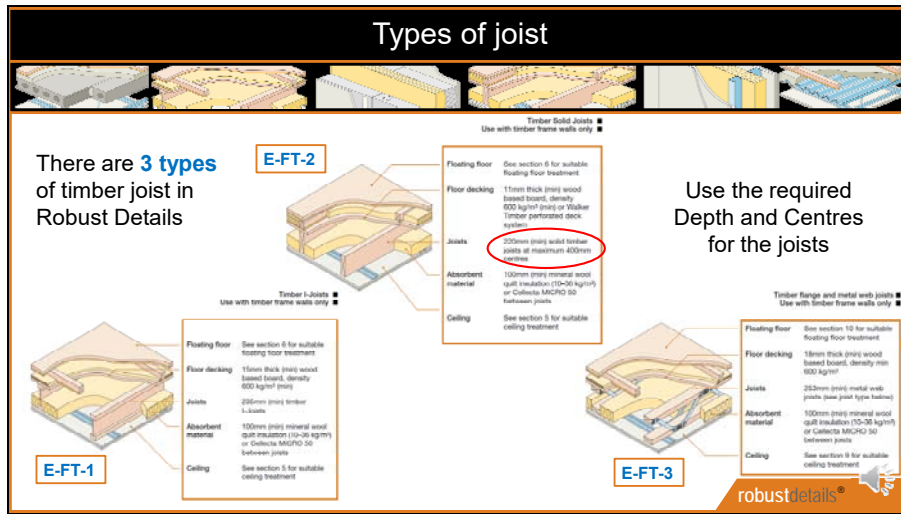 Types of joist
There are 3 types
of timber joist in
Robust Details
E-FT-2
Timber Solid Joists ■
Use with timber frame walls only ■
Floating floor See section 6 for suitable
floating floor treatment
Floor decking 11mm thick (min) wood
based board, density
600 kg/m³ (min) or Walker
Timber perforated deck
system
Joists 220mm (min) solid timber
joists at maximum 400mm
centres
Absorbent 100mm (min) mineral wool
material quilt insulation (10-36 kg/m³)
or Collecta MICRO 50
between joists
Ceiling See section 5 for suitable
ceiling treatment
Use the required
Depth and Centres
for the joists
Timber I-Joists ■
Use with timber frame walls only ■
Floating floor See section 6 for suitable
floating floor treatment
Floor decking 15mm thick (min) wood
based board, density
600 kg/m³ (min)
Joists (min) timber
I-Joists
Absorbent 100mm (min) mineral wool
material quilt insulation (10-36 kg/m³)
or Collecta MICRO 50
between joists
Ceiling See section 5 for suitable
ceiling treatment
E-FT-1
Timber flange and metal web joists ■
Use with timber frame walls only ■
Floating floor See section 10 for suitable
floating floor treatment
Floor decking 18mm thick (min) wood
based board, density min
600 kg/m³
Joists 253mm (min) metal web
joists (see joist type below)
Absorbent 100mm (min) mineral wool
material quilt insulation (10-36 kg/m³)
or Collecta MICRO 50
between joists
Ceiling See section 9 for suitable
ceiling treatment
E-FT-3
robustdetails®